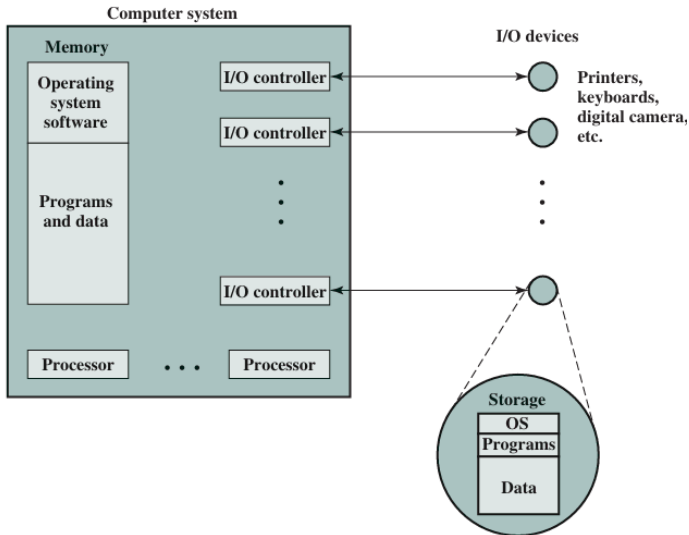 Computer system
Memory
Operating
system
software
Programs
and data
I/O controller
I/O controller
I/O controller
Processor
Processor
I/O devices
Printers,
keyboards,
digital camera,
etc.
Storage
OS
Programs
Data